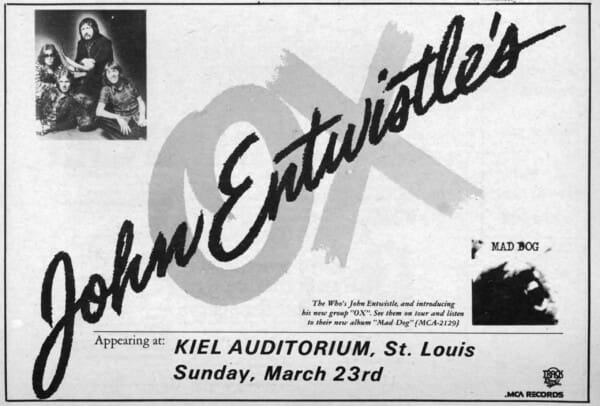 John Entwistle's
OX
MAD DOG
The Who's John Entwistle, and introducing
his new group "OX". See them on tour and listen
to their new album "Mad Dog" (MCA-2129)
Appearing at: KIEL AUDITORIUM, St. Louis
Sunday, March 23rd
TRACK
MCA RECORDS